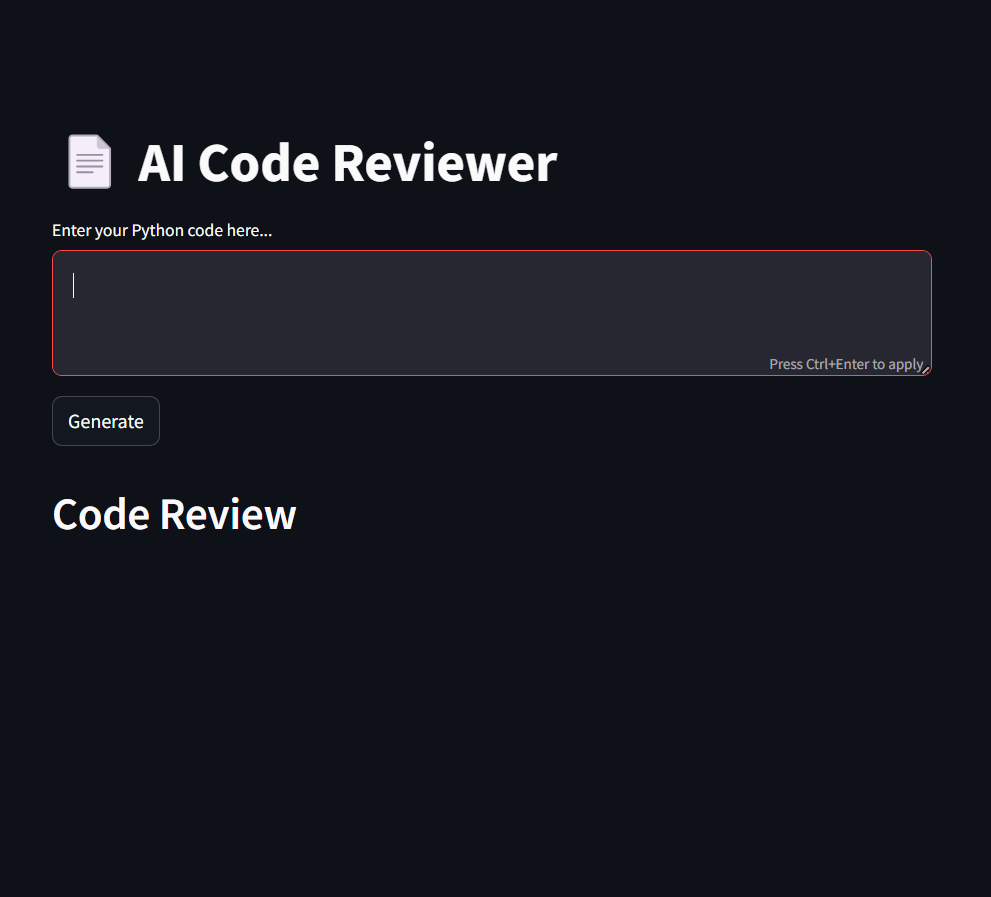 AI Code Reviewer
Enter your Python code here...
Press Ctrl+Enter to apply
Generate
Code Review